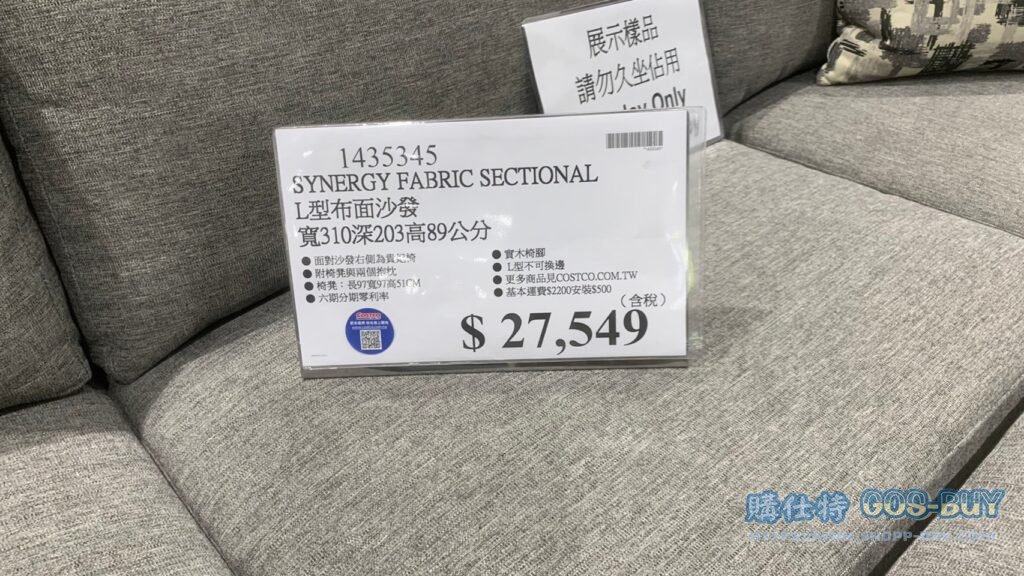 展示樣品
請勿久坐佔用
Only
1435345
SYNERGY FABRIC SECTIONAL
L型布面沙發
寬310深203高89公分
● 面對沙發右側為貴妃椅
● 附椅凳與兩個抱枕
● 椅凳：長97寬97高51CM
● 六期分期零利率
● 實木椅腳
● L型不可換邊
● 更多商品見COSTCO.COM.TW
● 基本運費$2200安裝$500
（含稅）
$ 27,549
購仕特 GOS-BUY